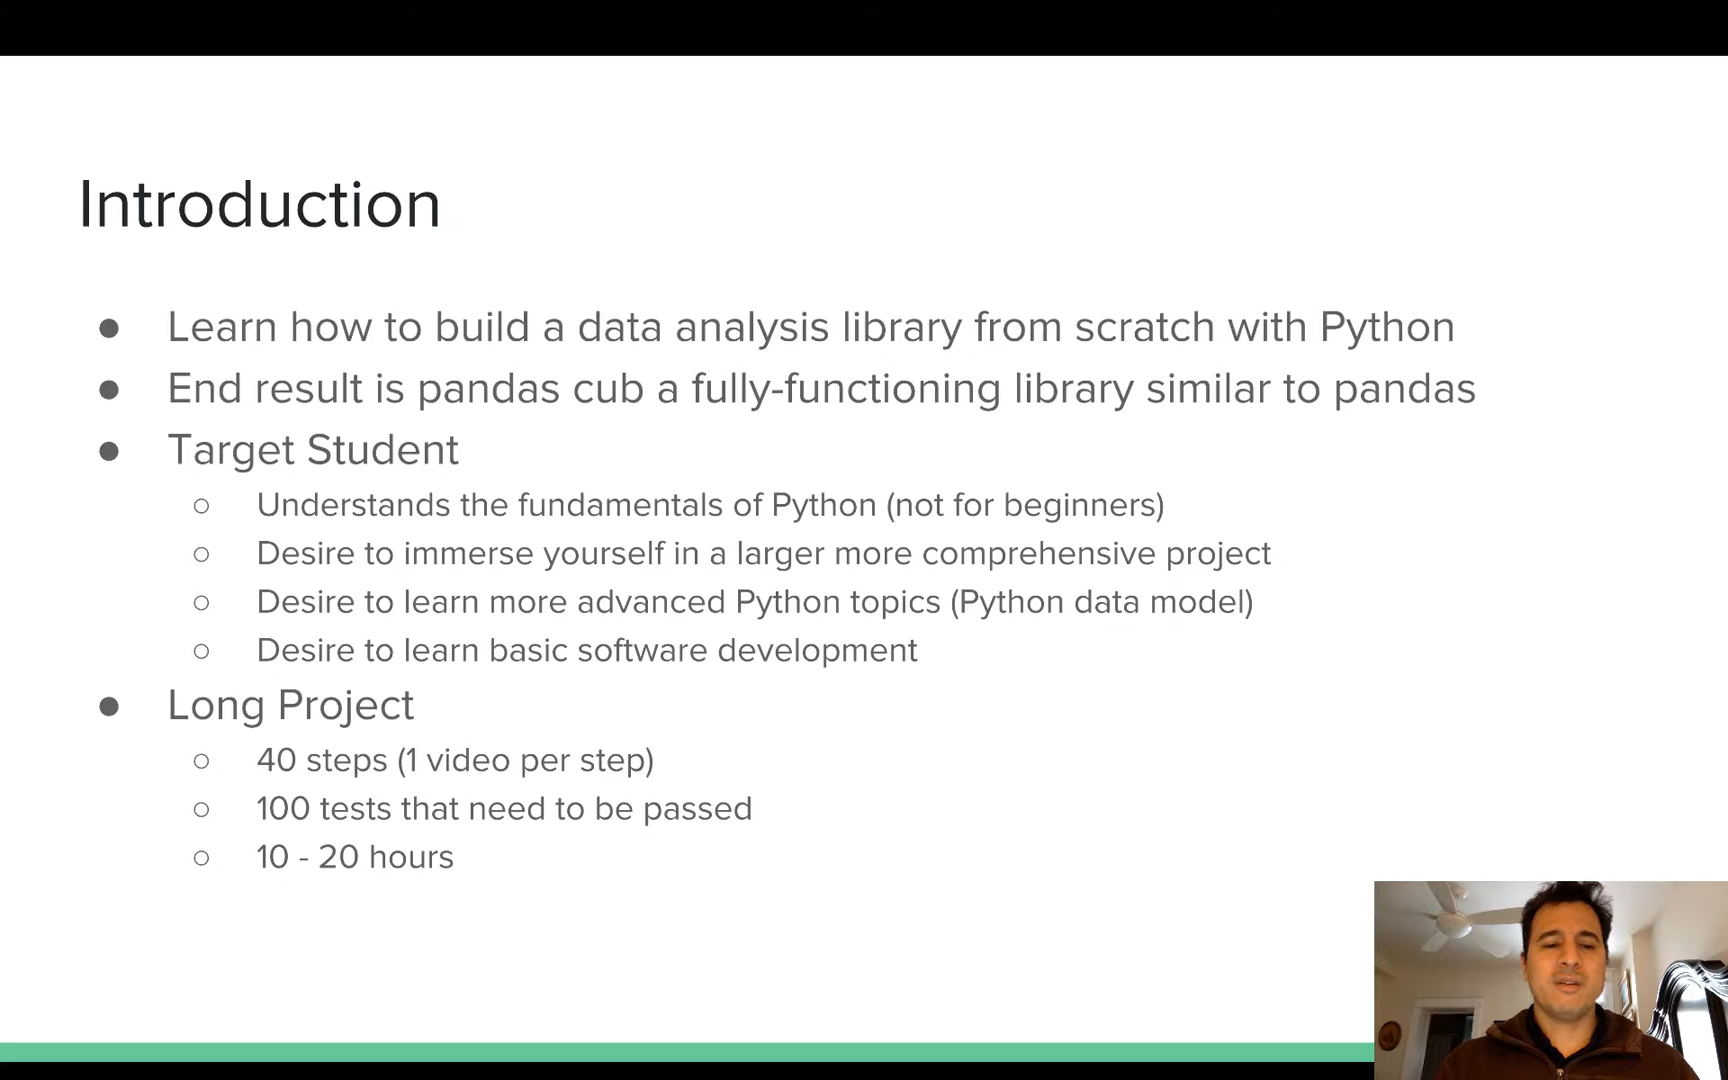 Introduction
● Learn how to build a data analysis library from scratch with Python
● End result is pandas cub a fully-functioning library similar to pandas
● Target Student
○ Understands the fundamentals of Python (not for beginners)
○ Desire to immerse yourself in a larger more comprehensive project
○ Desire to learn more advanced Python topics (Python data model)
○ Desire to learn basic software development
● Long Project
○ 40 steps (1 video per step)
○ 100 tests that need to be passed
○ 10 - 20 hours